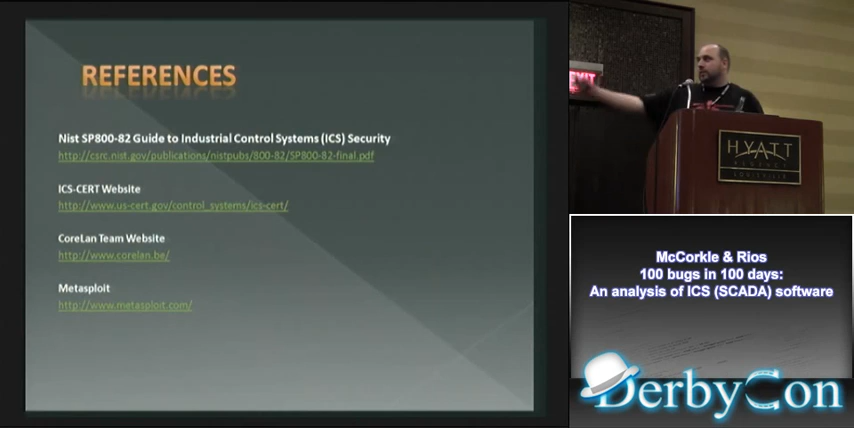 REFERENCES
Nist SP800-82 Guide to Industrial Control Systems (ICS) Security
http://csrc.nist.gov/publications/nistpubs/800-82/SP800-82-final.pdf
ICS-CERT Website
http://www.us-cert.gov/control_systems/ics-cert/
CoreLan Team Website
http://www.corelan.be/
Metasploit
http://www.metasploit.com/
EXIT
HYATT
REGENCY
LOUISVILLE
McCorkle & Rios
100 bugs in 100 days:
An analysis of ICS (SCADA) software
DerbyCon